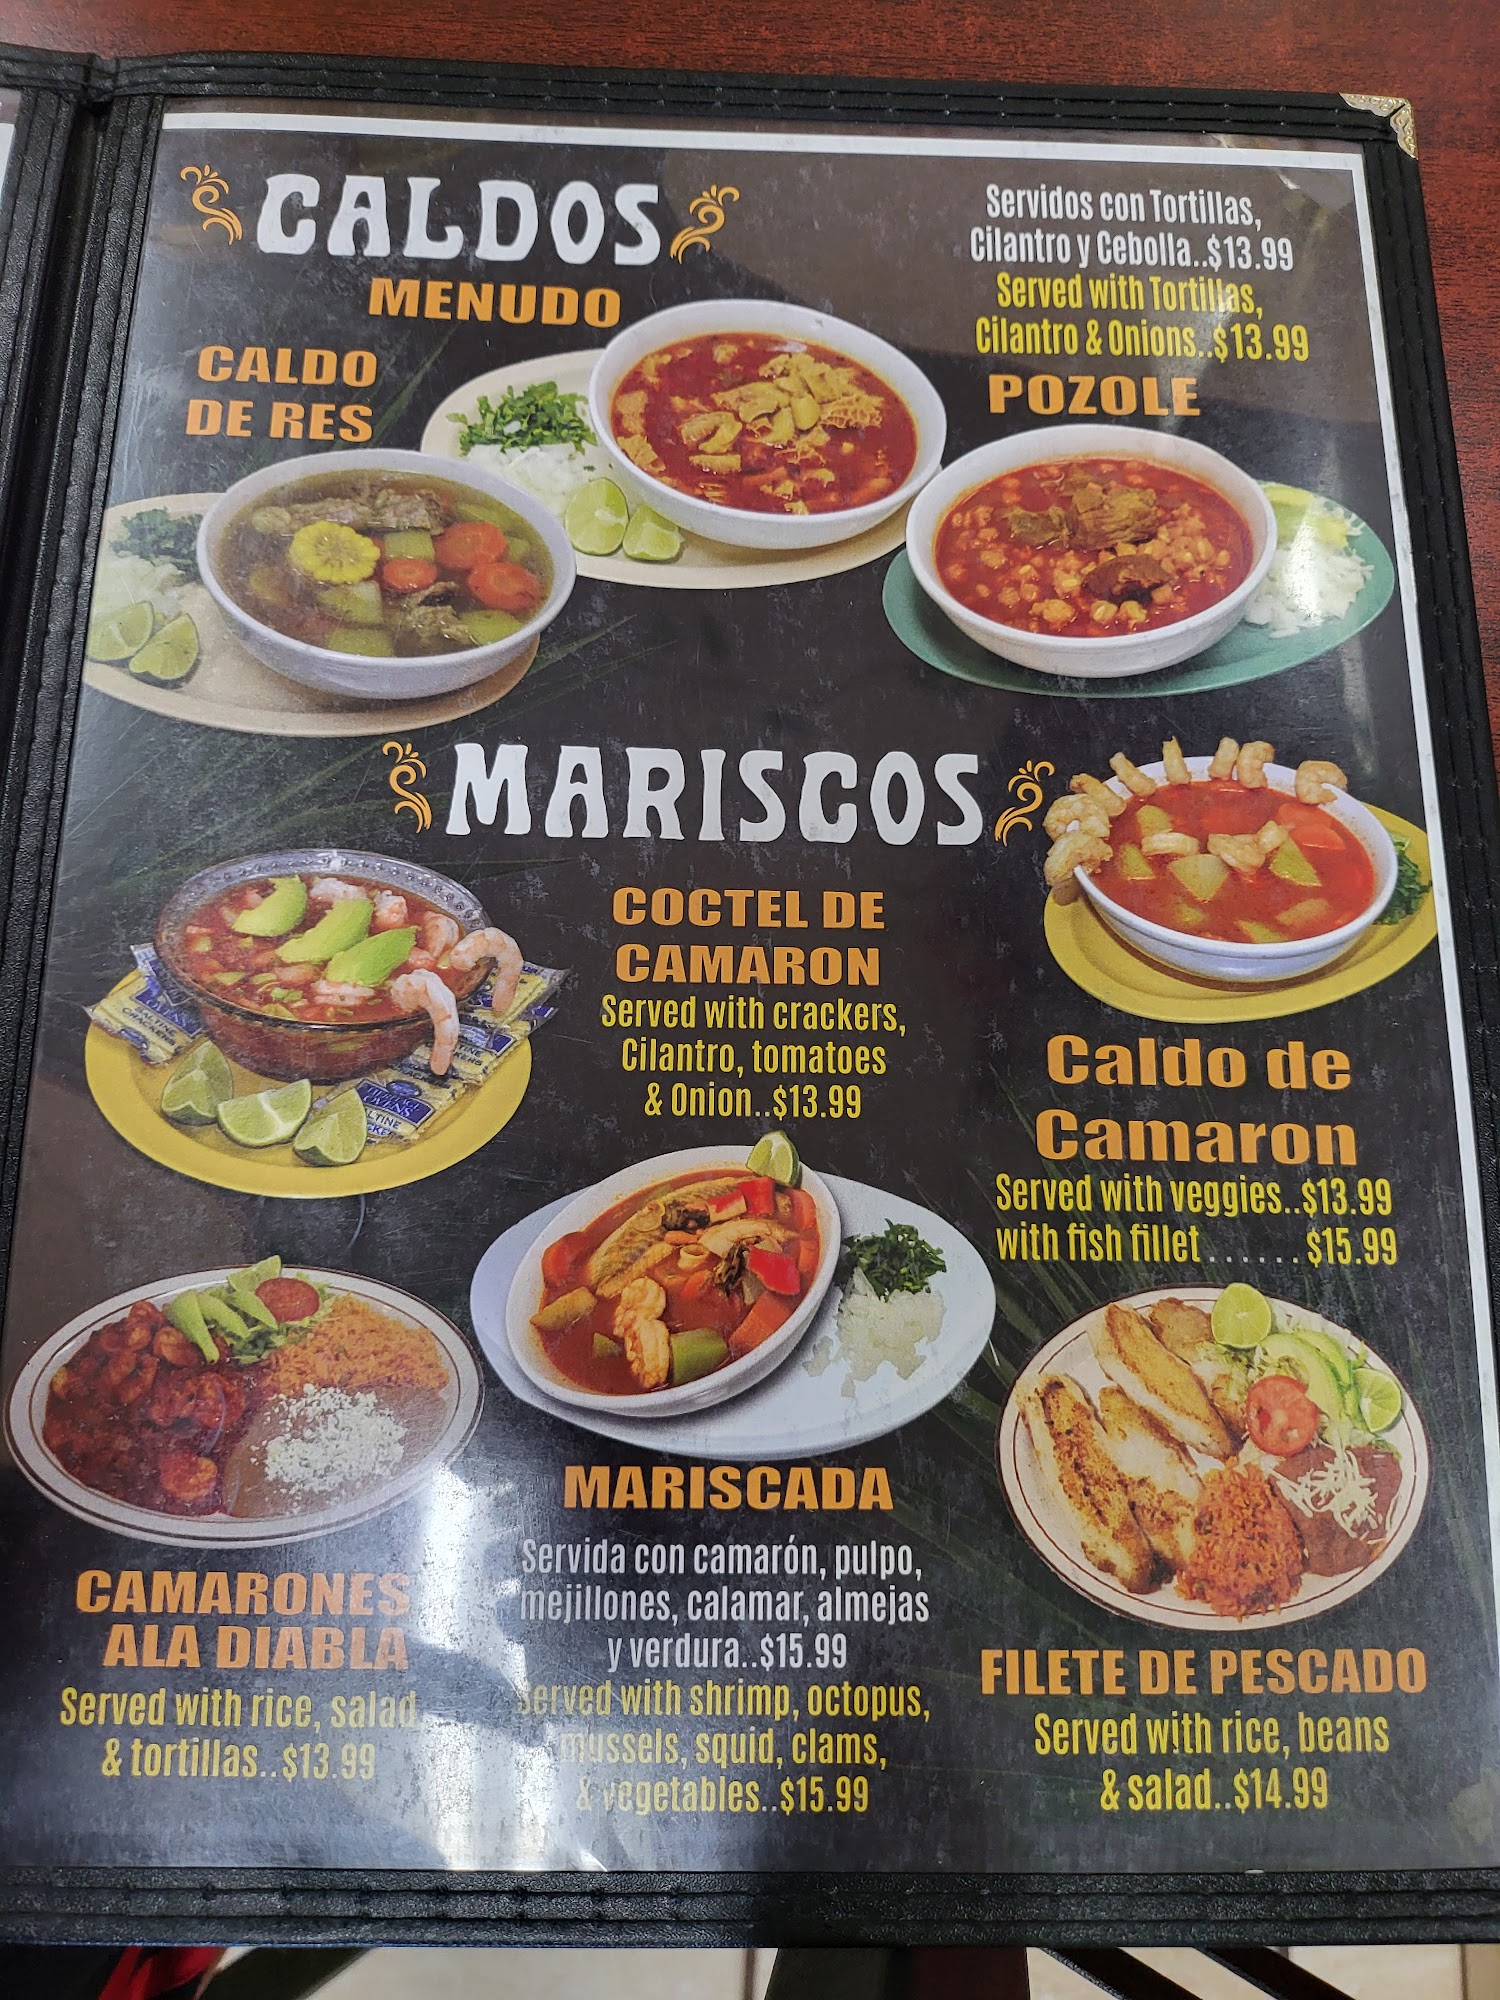 CALDOS
Servidos con Tortillas,
Cilantro y Cebolla..$13.99
Served with Tortillas,
Cilantro & Onions..$13.99
MENUDO
CALDO
DE RES
POZOLE
MARISCOS
COCTEL DE
CAMARON
Served with crackers,
Cilantro, tomatoes
& Onion..$13.99
Caldo de
Camaron
Served with veggies..$13.99
with fish fillet......$15.99
CAMARONES
ALA DIABLA
Served with rice, salad
& tortillas..$13.99
MARISCADA
Servida con camarón, pulpo,
mejillones, calamar, almejas
y verdura..$15.99
Served with shrimp, octopus,
mussels, squid, clams,
& vegetables..$15.99
FILETE DE PESCADO
Served with rice, beans
& salad..$14.99